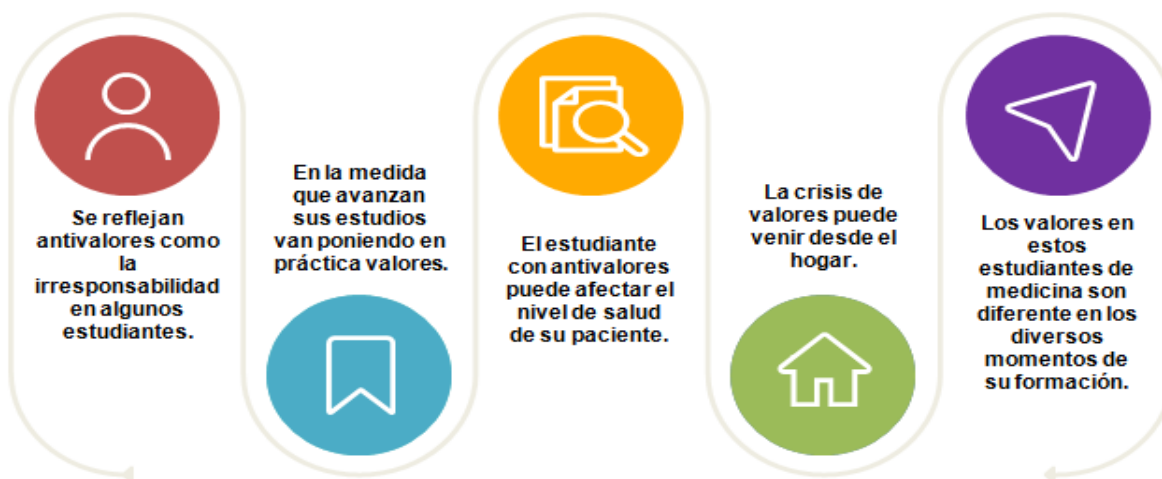 Se reflejan
antivalores como
la
irresponsabilidad
en algunos
estudiantes.
En la medida
que avanzan
sus estudios
van poniendo en
práctica valores.
El estudiante
con antivalores
puede afectar el
nivel de salud
de su paciente.
La crisis de
valores puede
venir desde el
hogar.
Los valores en
estos
estudiantes de
medicina son
diferente en los
diversos
momentos de
su formación.